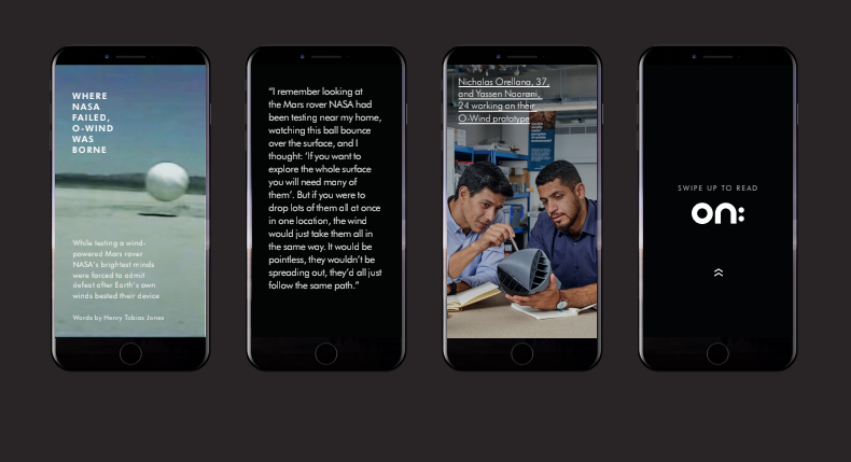 WHERE
NASA
FAILED,
O-WIND
WAS
BORNE
While testing a wind-
powered Mars rover
NASA's brightest minds
were forced to admit
defeat after Earth's own
winds bested their device
Words by Henry Tobias Jones
“I remember looking at
the Mars rover NASA had
been testing near my home,
watching this ball bounce
over the surface, and I
thought: ‘If you want to
explore the whole surface
you will need many of
them’. But if you were to
drop lots of them all at once
in one location, the wind
would just take them all in
the same way. It would be
pointless, they wouldn’t be
spreading out, they’d all just
follow the same path.”
Nicholas Orellana, 37,
and Yassen Noorani,
24 working on their
O-Wind prototype
SWIPE UP TO READ
on: